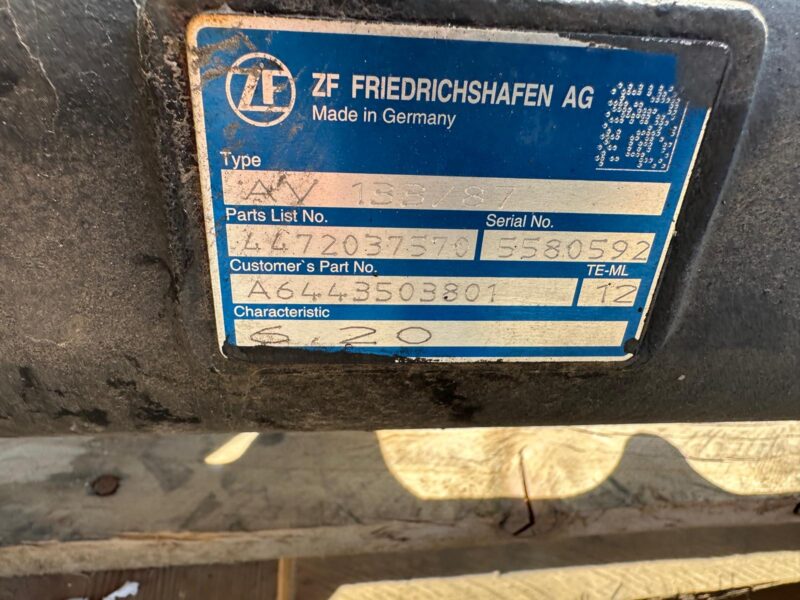 ZF ZF FRIEDRICHSHAFEN AG
Made in Germany
Type
AV 133/87
Parts List No. Serial No.
4472037570 5580592
Customer`s Part No. TE-ML
A6443503801 12
Characteristic
6.20